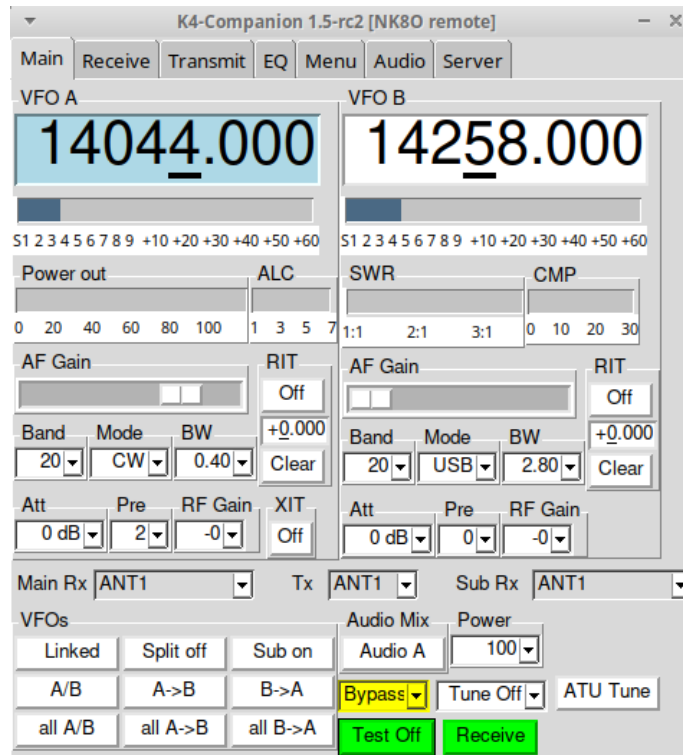 K4-Companion 1.5-rc2 [NK8O remote]
Main Receive Transmit EQ Menu Audio Server
VFO A VFO B
14044.000 14258.000
S1 2 3 4 5 6 7 8 9 +10 +20 +30 +40 +50 +60 S1 2 3 4 5 6 7 8 9 +10 +20 +30 +40 +50 +60
Power out ALC SWR CMP
0 20 40 60 80 100 1 3 5 7 1:1 2:1 3:1 0 10 20 30
AF Gain RIT AF Gain RIT
Off Off
+0.000 +0.000
Band Mode BW Band Mode BW
20 CW 0.40 Clear 20 USB 2.80 Clear
Att Pre RF Gain XIT Att Pre RF Gain
0 dB 2 -0 Off 0 dB 0 -0
Main Rx ANT1 Tx ANT1 Sub Rx ANT1
VFOs Audio Mix Power
Linked Split off Sub on Audio A 100
A/B A->B B->A Bypass Tune Off ATU Tune
all A/B all A->B all B->A Test Off Receive